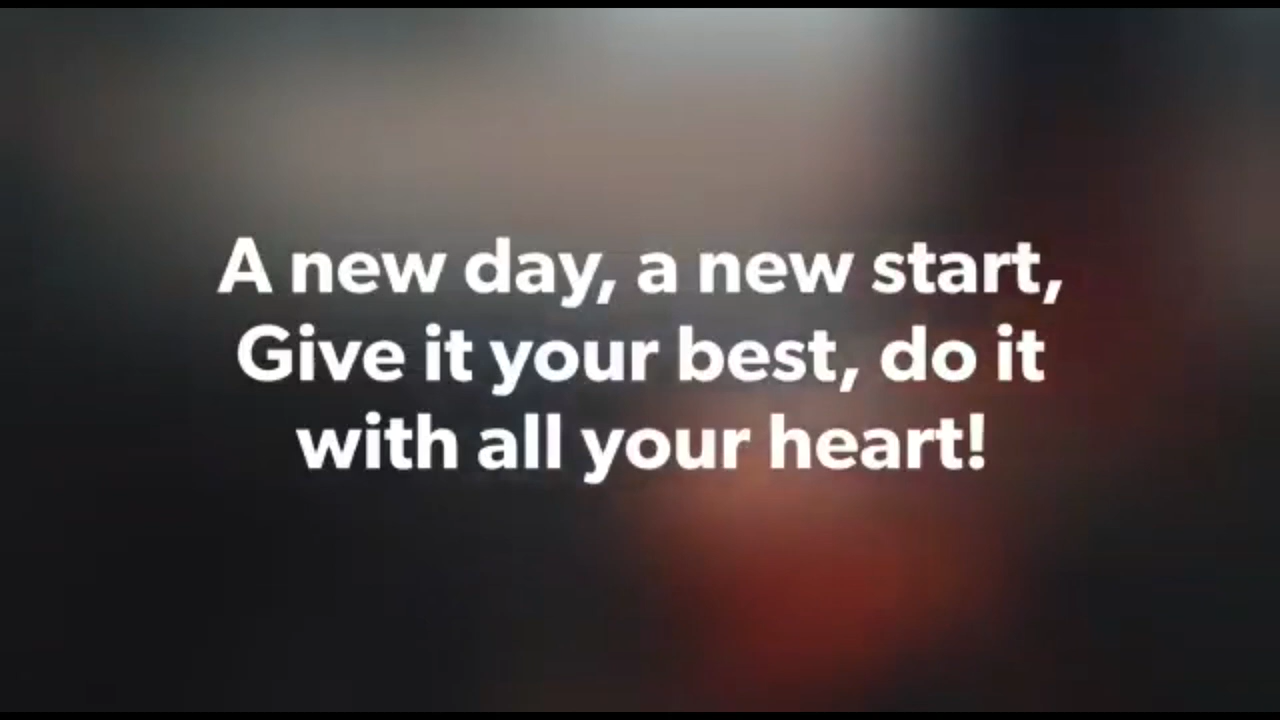 A new day, a new start,
Give it your best, do it
with all your heart!